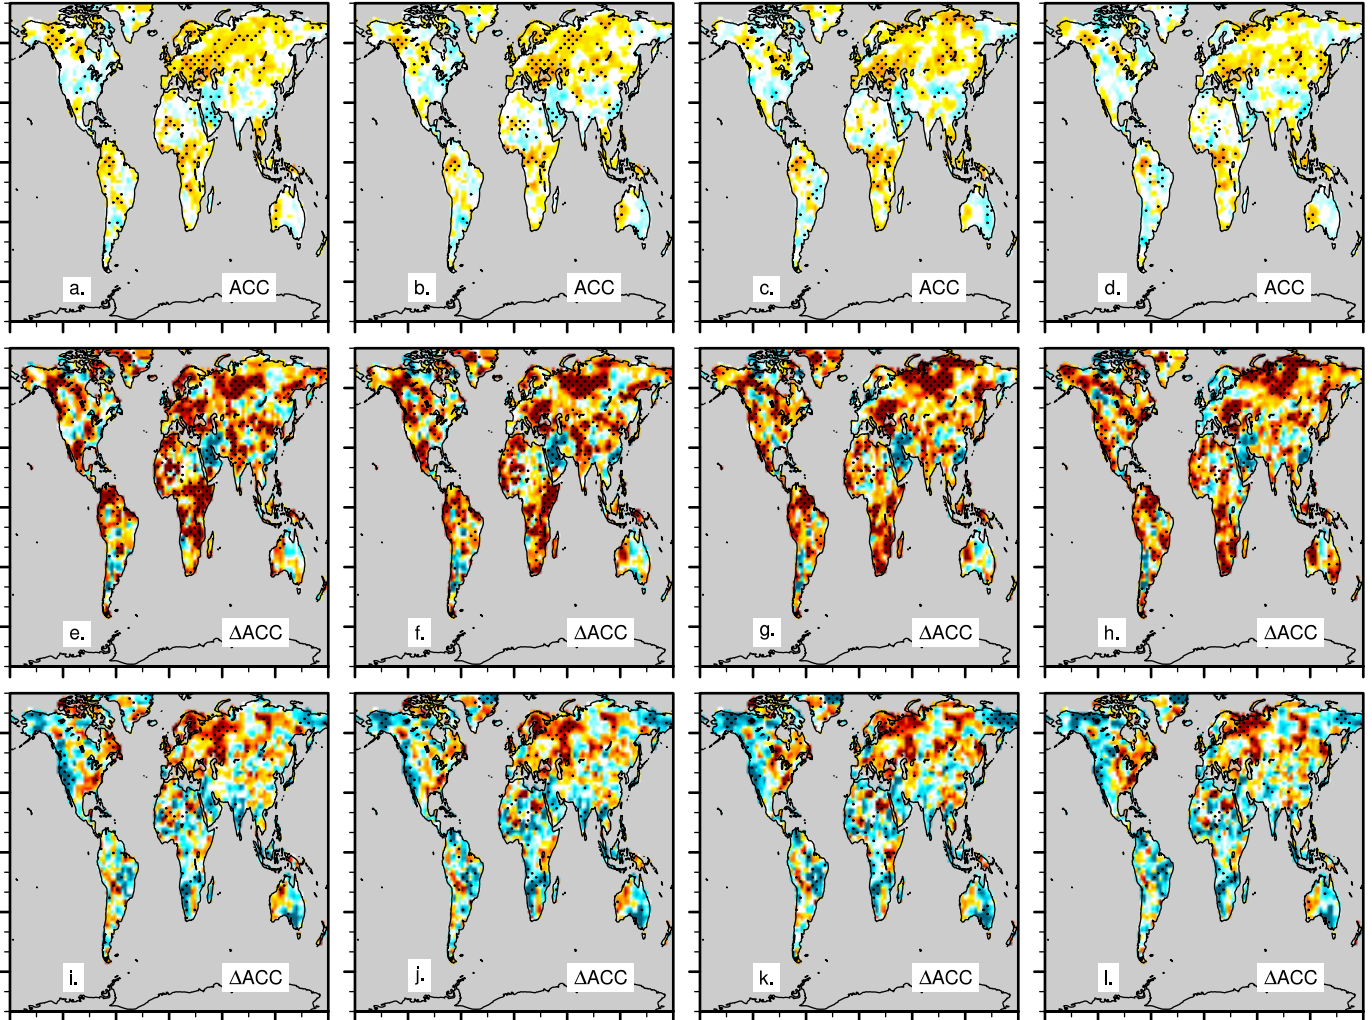 a. ACC
b. ACC
c. ACC
d. ACC
e. ΔACC
f. ΔACC
g. ΔACC
h. ΔACC
i. ΔACC
j. ΔACC
k. ΔACC
l. ΔACC